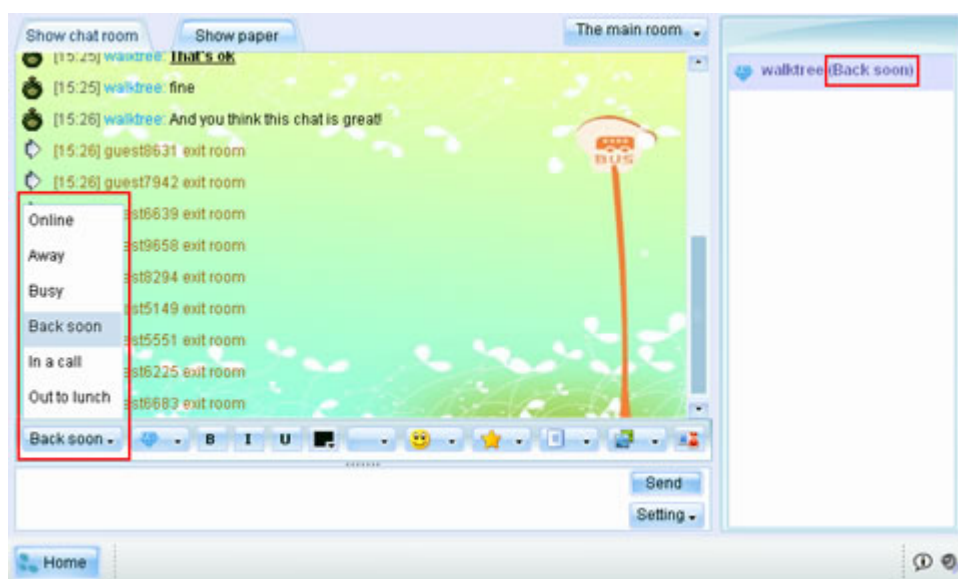 Show chat room
Show paper
The main room
[15:25] walktree: That's ok
[15:25] walktree: fine
[15:26] walktree: And you think this chat is great!
[15:26] guest8631 exit room
[15:26] guest7942 exit room
st6639 exit room
st9658 exit room
st8294 exit room
st5149 exit room
st5551 exit room
st6225 exit room
st6683 exit room
BUS
Online
Away
Busy
Back soon
In a call
Out to lunch
Back soon
B I U
Send
Setting
walktree (Back soon)
Home